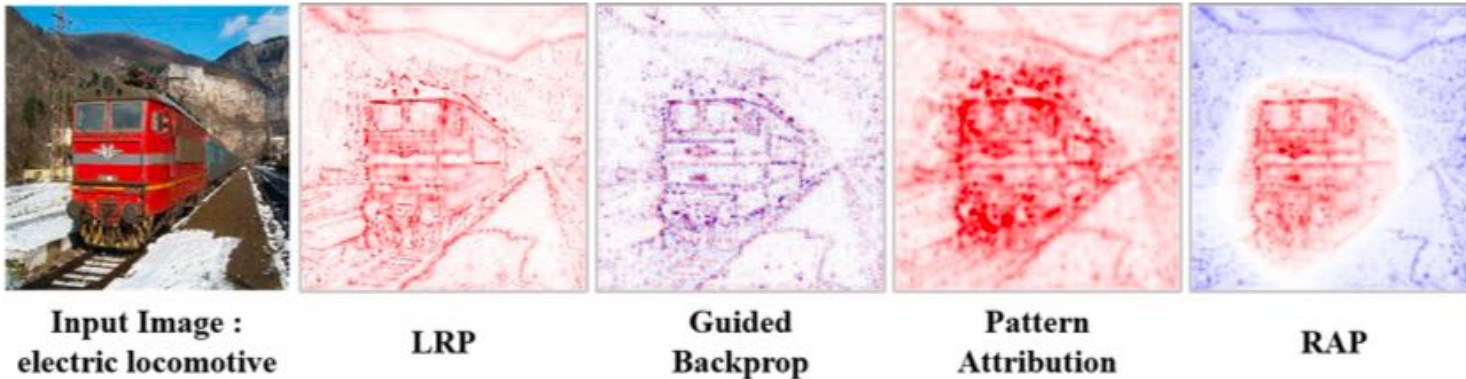 Input Image :
electric locomotive
LRP
Guided
Backprop
Pattern
Attribution
RAP